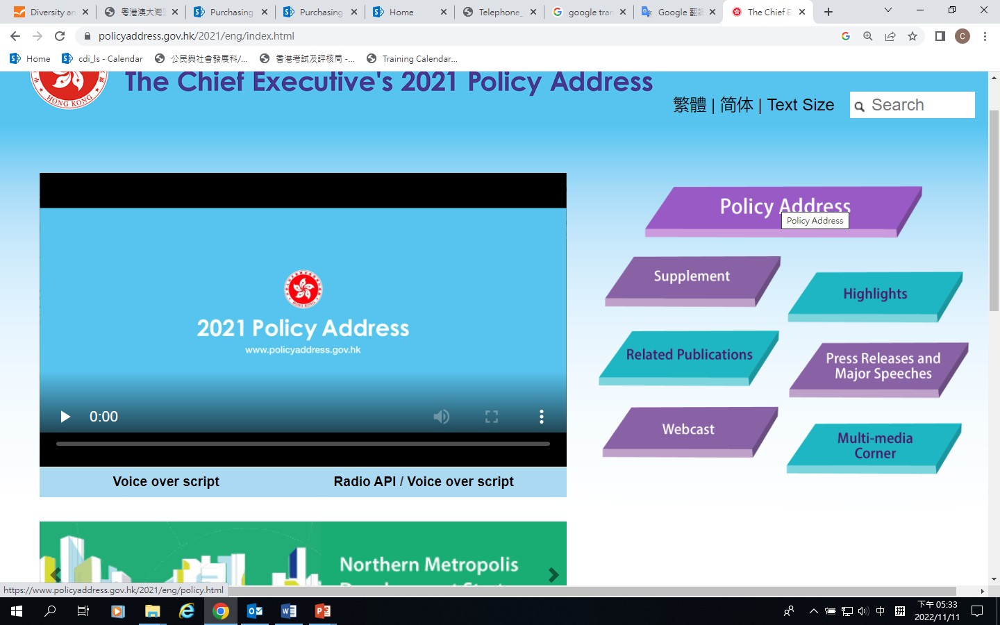 Diversity an
粵港澳大灣
Purchasing
Purchasing
Home
Telephone_
google tran
Google 翻譯
The Chief E
policyaddress.gov.hk/2021/eng/index.html
C
Home
cdi_ls - Calendar
公民與社會發展科/...
香港考試及評核局 -...
Training Calendar...
HONG KONG
The Chief Executive's 2021 Policy Address
繁體 | 简体 | Text Size
Search
HONG KONG
2021 Policy Address
www.policyaddress.gov.hk
0:00
Voice over script
Radio API / Voice over script
Policy Address
Policy Address
Supplement
Highlights
Related Publications
Press Releases and
Major Speeches
Webcast
Multi-media
Corner
Northern Metropolis
https://www.policyaddress.gov.hk/2021/eng/policy.html
中
拼
下午 05:33
2022/11/11